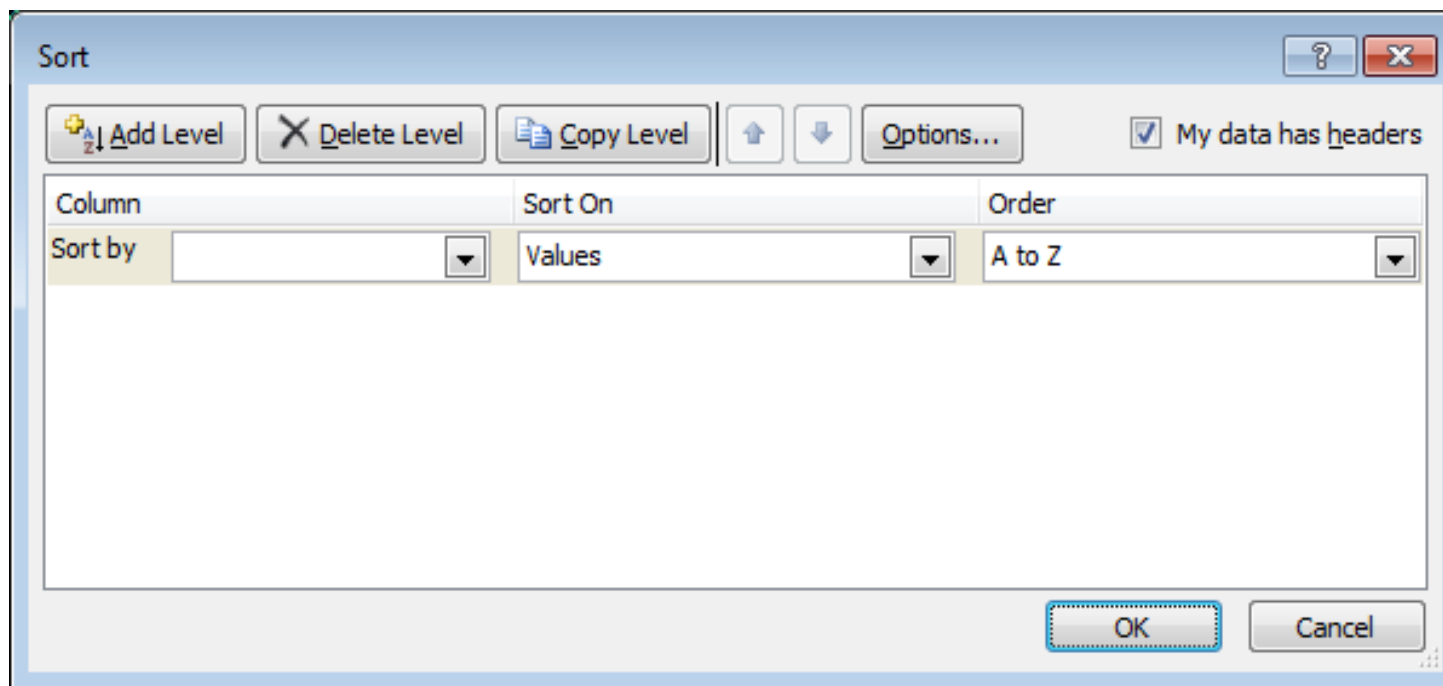 Sort
Add Level Delete Level Copy Level Options... My data has headers
Column Sort On Order
Sort by Values A to Z
OK Cancel